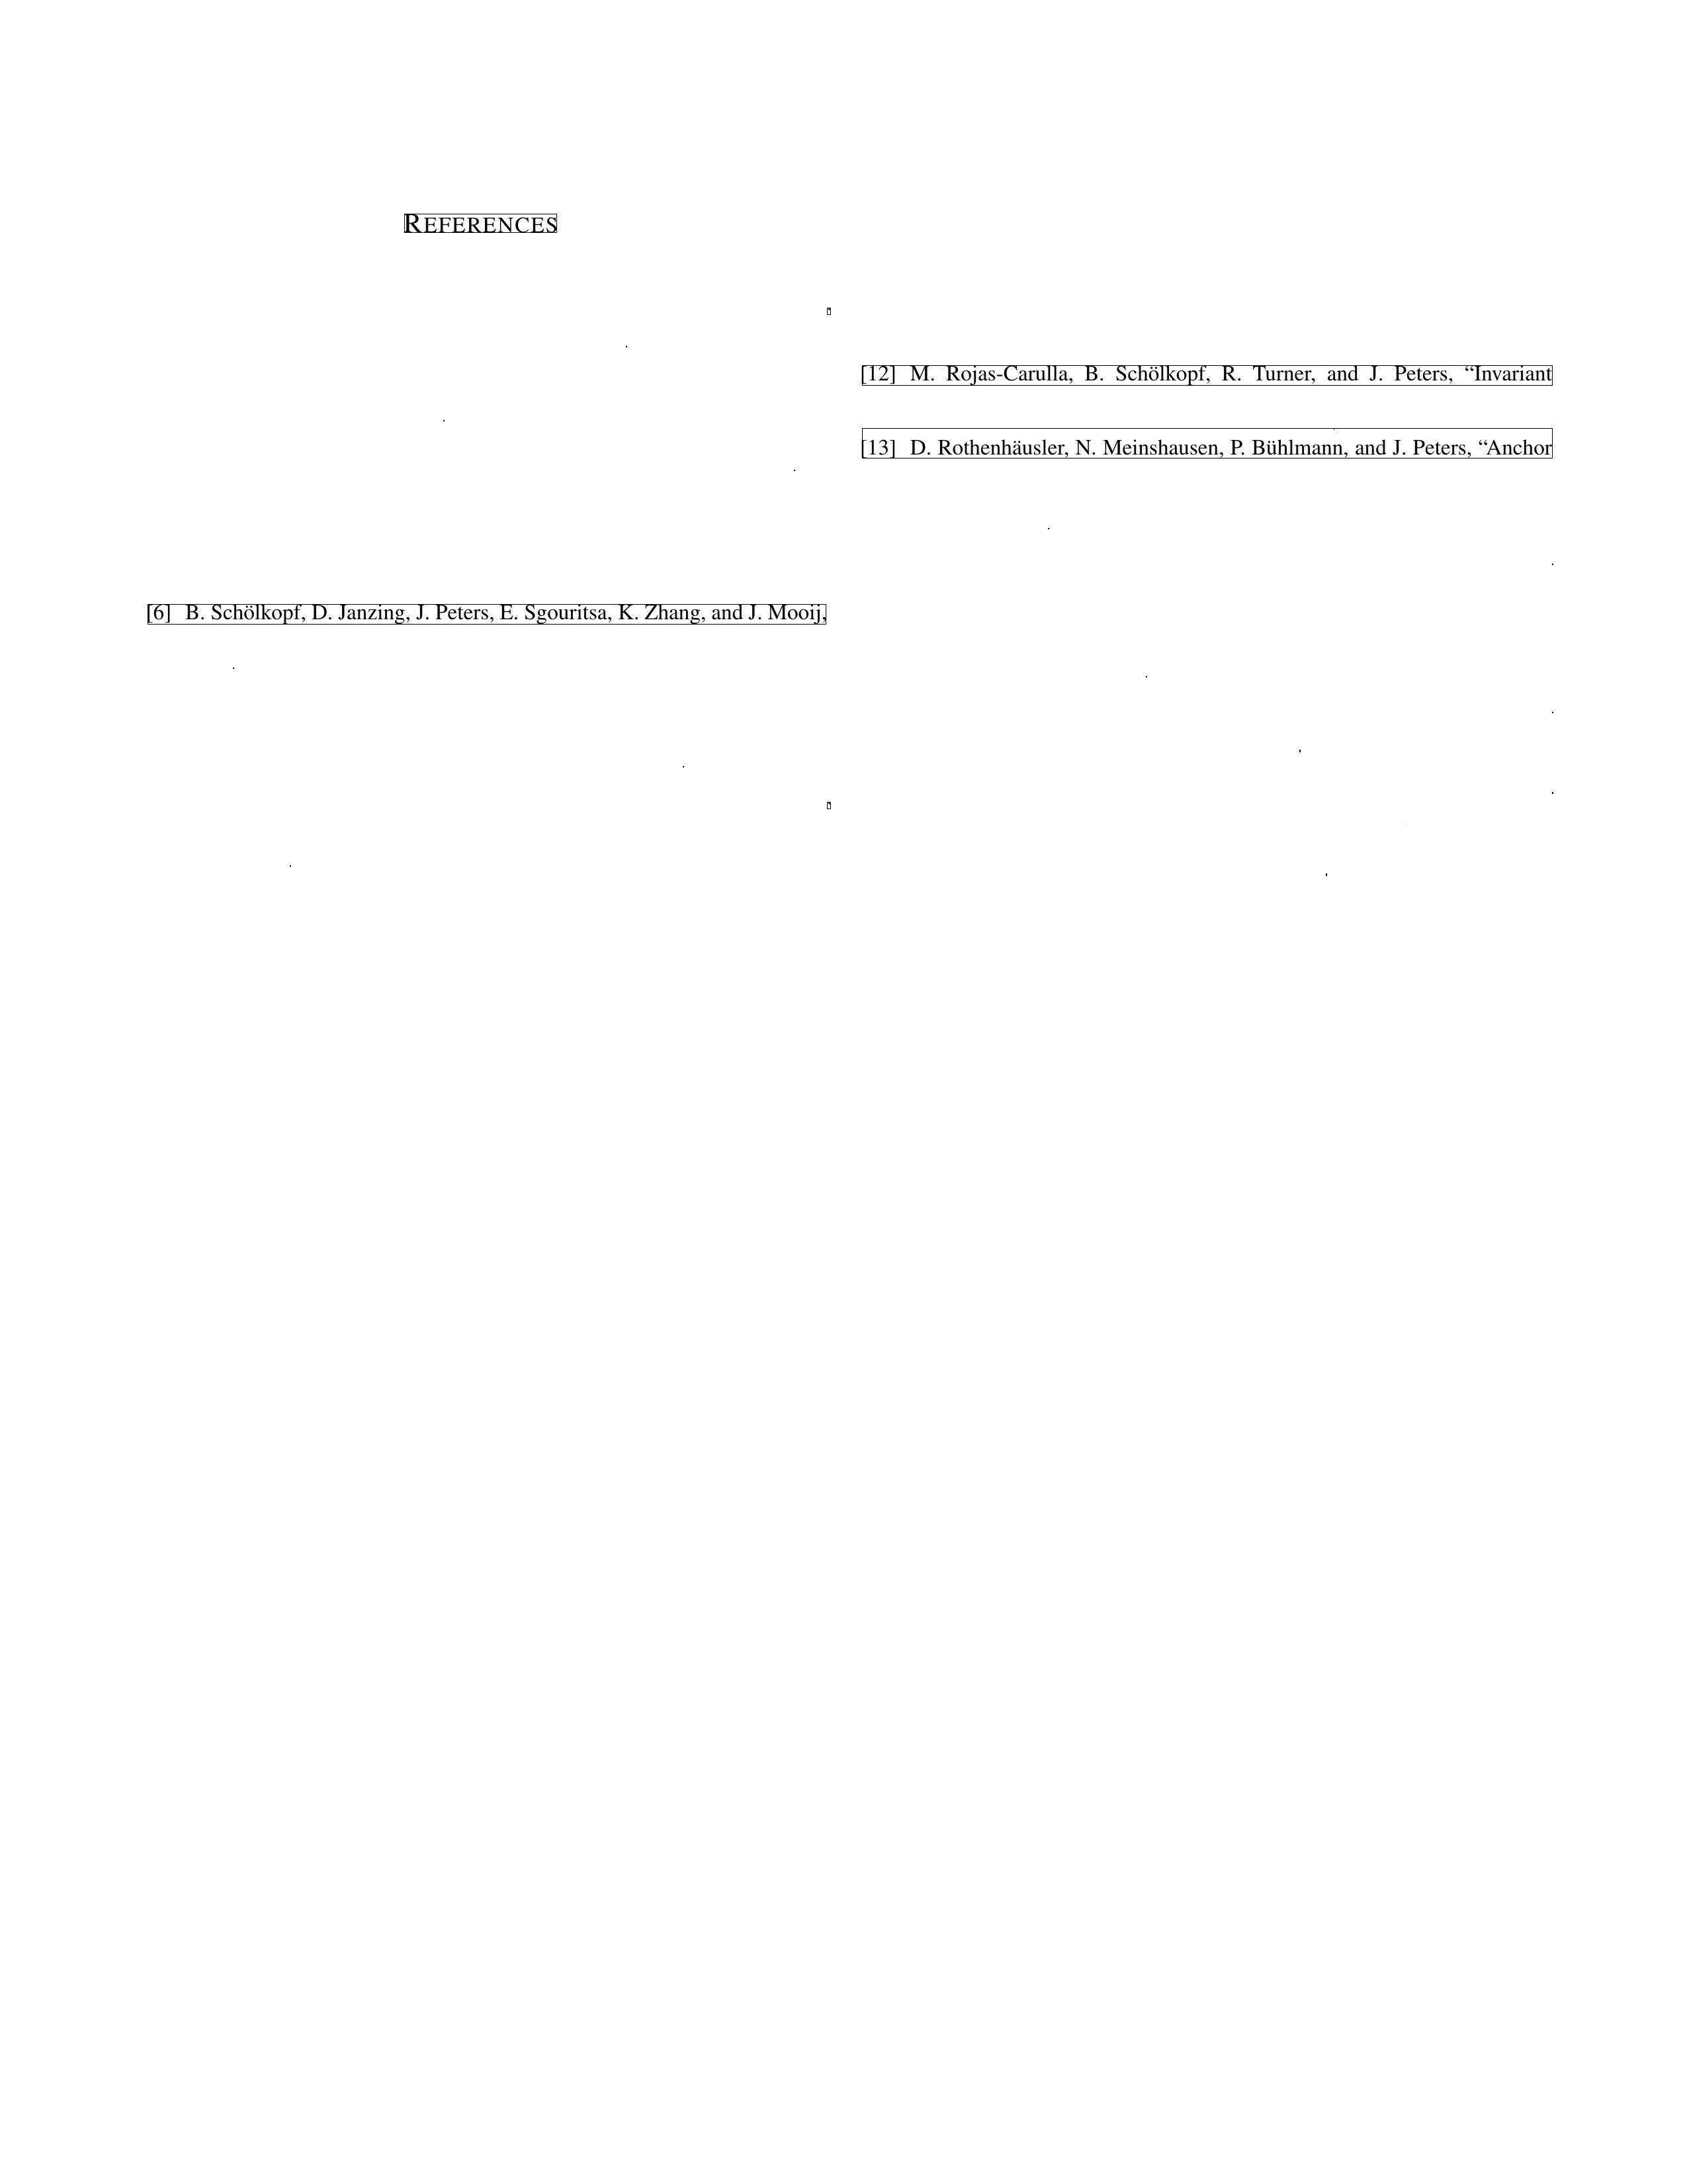 REFERENCES
[6] B. Schölkopf, D. Janzing, J. Peters, E. Sgouritsa, K. Zhang, and J. Mooij,
[12] M. Rojas-Carulla, B. Schölkopf, R. Turner, and J. Peters, “Invariant
[13] D. Rothenhäusler, N. Meinshausen, P. Bühlmann, and J. Peters, “Anchor